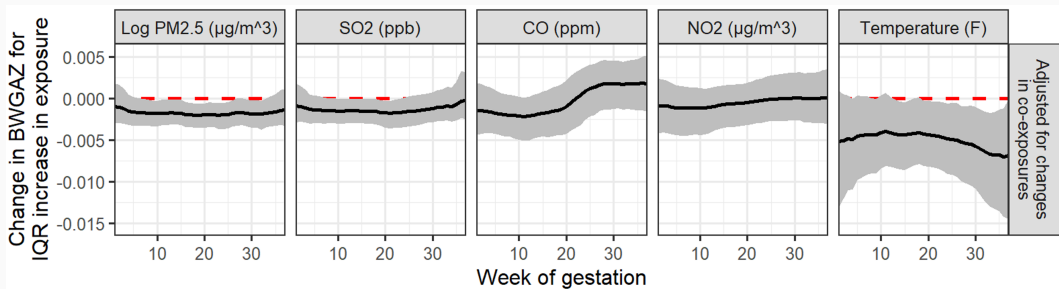 Log PM2.5 (µg/m^3)
SO2 (ppb)
CO (ppm)
NO2 (µg/m^3)
Temperature (F)
Change in BWGAZ for
IQR increase in exposure
0.005
0.000
-0.005
-0.010
-0.015
Adjusted for changes
in co-exposures
10 20 30
10 20 30
10 20 30
10 20 30
10 20 30
Week of gestation